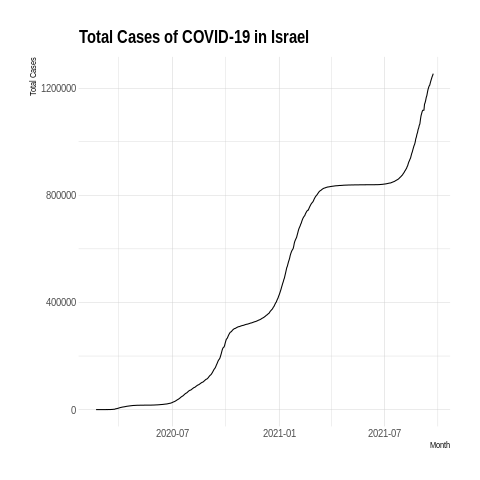 Total Cases of COVID-19 in Israel
Total Cases
1200000
800000
400000
0
2020-07
2021-01
2021-07
Month